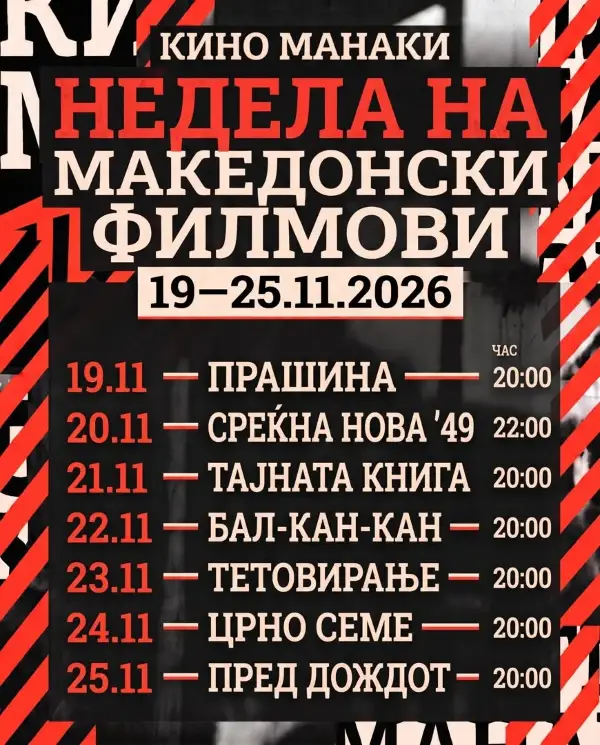 КИНО МАНАКИ
НЕДЕЛА НА
МАКЕДОНСКИ
ФИЛМОВИ
19–25.11.2026
ЧАС
19.11 — ПРАШИНА — 20:00
20.11 — СРЕЌНА НОВА '49 22:00
21.11 — ТАЈНАТА КНИГА 20:00
22.11 — БАЛ-КАН-КАН — 20:00
23.11 — ТЕТОВИРАЊЕ — 20:00
24.11 — ЦРНО СЕМЕ — 20:00
25.11 — ПРЕД ДОЖДОТ — 20:00